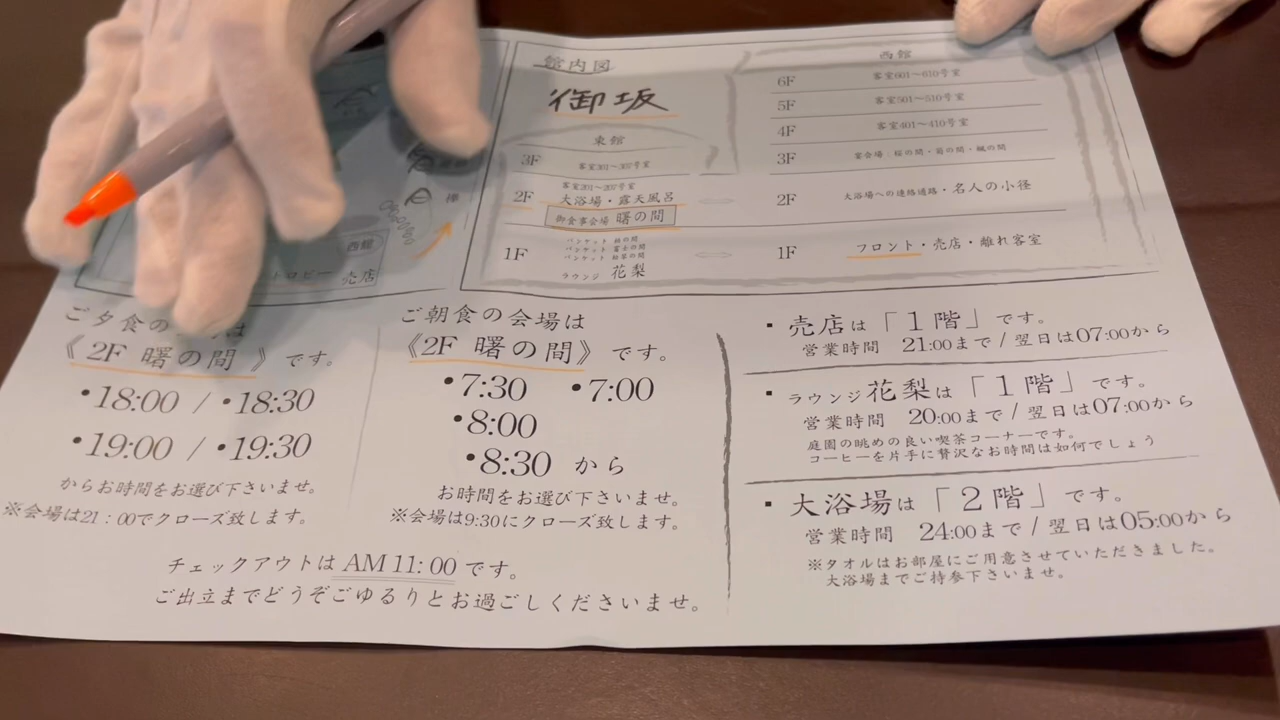 館内図
御坂
東館
3F 客室301～307号室
2F 客室201～207号室
大浴場・露天風呂
御食事会場 曙の間
1F
ラウンジ 花梨
西館
6F 客室601～610号室
5F 客室501～510号室
4F 客室401～410号室
3F 宴会場：桜の間・菊の間・楓の間
2F 大浴場への連絡通路・名人の小径
1F フロント・売店・離れ客室
西館
ロビー 売店
ご夕食の は
《2F 曙の間 》です。
•18:00 / •18:30
•19:00 / •19:30
からお時間をお選び下さいませ。
※会場は21：00でクローズ致します。
ご朝食の会場は
《2F 曙の間》です。
•7:30 •7:00
•8:00
•8:30 から
お時間をお選び下さいませ。
※会場は9:30にクローズ致します。
チェックアウトは AM 11: 00 です。
ご出立までどうぞごゆるりとお過ごしくださいませ。
▪ 売店は「1階」です。
営業時間 21:00まで / 翌日は07:00から
▪ ラウンジ花梨は「1階」です。
営業時間 20:00まで / 翌日は07:00から
庭園の眺めの良い喫茶コーナーです。
コーヒーを片手に贅沢なお時間は如何でしょう
▪ 大浴場は「2階」です。
営業時間 24:00まで / 翌日は05:00から
※タオルはお部屋にご用意させていただきました。
大浴場までご持参下さいませ。